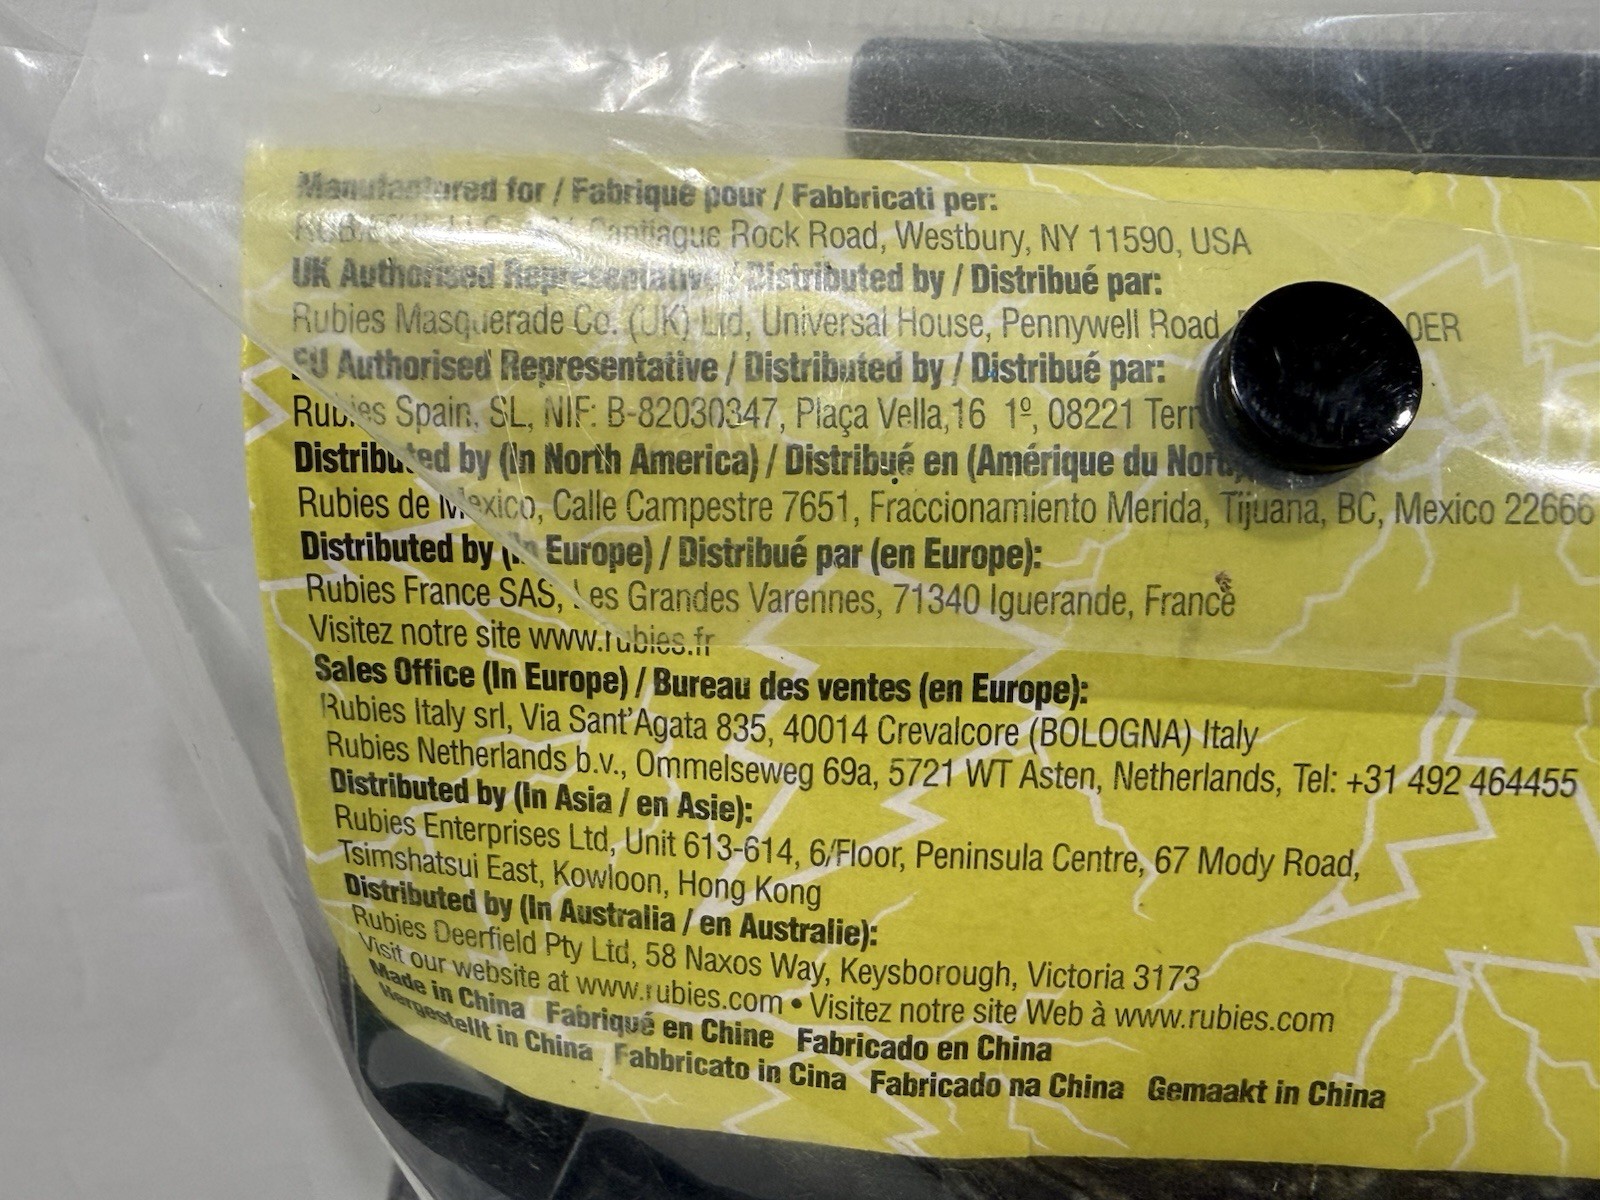 Manufactured for / Fabriqué pour / Fabbricati per:
Cantiague Rock Road, Westbury, NY 11590, USA
UK Authorised Representative / Distributed by / Distribué par:
Rubies Masquerade Co. (UK) Ltd, Universal House, Pennywell Road,
EU Authorised Representative / Distributed by / Distribué par:
Rubies Spain, SL, NIF: B-82030347, Plaça Vella,16 1º, 08221
Distributed by (In North America) / Distribué en (Amérique du Nord)
Rubies de Mexico, Calle Campestre 7651, Fraccionamiento Merida, Tijuana, BC, Mexico 22666
Distributed by (In Europe) / Distribué par (en Europe):
Rubies France SAS, Les Grandes Varennes, 71340 Iguerande, France
Visitez notre site www.rubies.fr
Sales Office (In Europe) / Bureau des ventes (en Europe):
Rubies Italy srl, Via Sant'Agata 835, 40014 Crevalcore (BOLOGNA) Italy
Rubies Netherlands b.v., Ommelseweg 69a, 5721 WT Asten, Netherlands, Tel: +31 492 464455
Distributed by (In Asia / en Asie):
Rubies Enterprises Ltd, Unit 613-614, 6/Floor, Peninsula Centre, 67 Mody Road,
Tsimshatsui East, Kowloon, Hong Kong
Distributed by (In Australia / en Australie):
Rubies Deerfield Pty Ltd, 58 Naxos Way, Keysborough, Victoria 3173
Visit our website at www.rubies.com • Visitez notre site Web à www.rubies.com
Made in China Fabriqué en Chine Fabricado en China
Hergestellt in China Fabbricato in Cina Fabricado na China Gemaakt in China